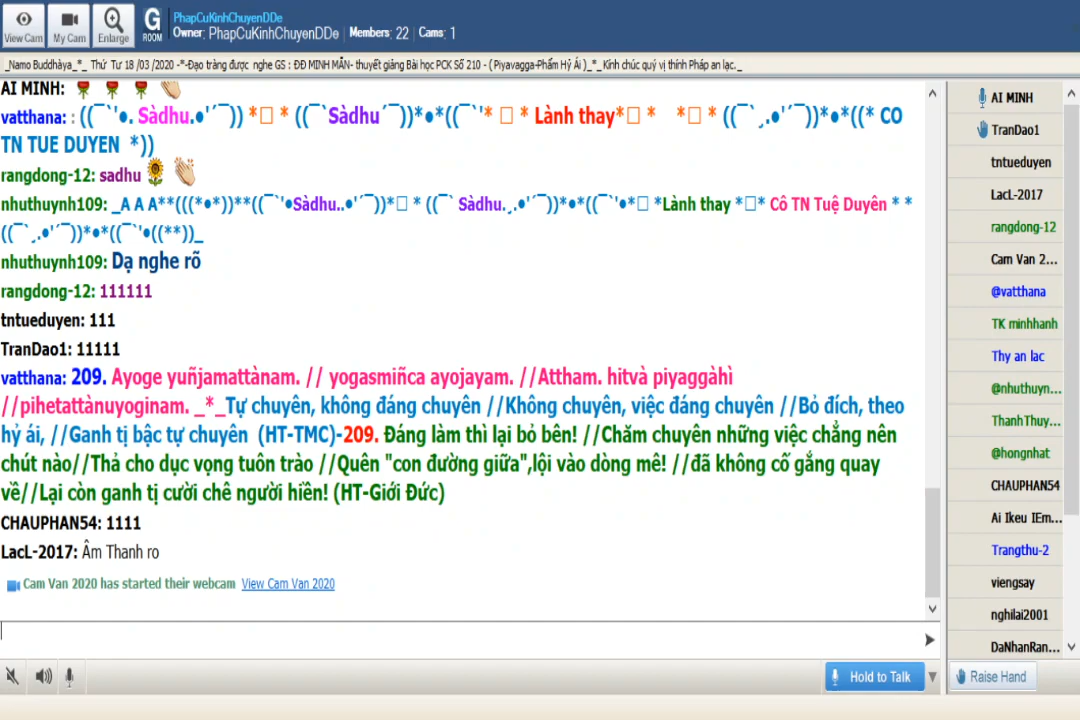 View Cam
My Cam
Enlarge
G
ROOM
PhapCuKinhChuyenDDe
Owner: PhapCuKinhChuyenDDe Members: 22 Cams: 1
_Namo Buddhàya_*_ Thứ Tư 18 /03 /2020 -*-Đạo tràng được nghe GS : ĐĐ MINH MẪN- thuyết giảng Bài học PCK Số 210 - ( Piyavagga-Phẩm Hỷ Ái )_*_Kính chúc quý vị thính Pháp an lạc._
AI MINH: 🌹 🌹 🌹 👏
vatthana: : ((¯`'•. Sàdhu.•'´¯)) *▯ * ((¯`Sàdhu´¯))*•*((¯`'* ▯ * Lành thay*▯ * *▯ * ((¯`¸.•'´¯))*•*((* CO
TN TUE DUYEN *))
rangdong-12: sadhu 🌻 👏
nhuthuynh109: _A A A**(((*•*))**((¯`'•Sàdhu..•'´¯))*▯ * ((¯` Sàdhu.¸.•'´¯))*•*((¯`'•*▯ *Lành thay *▯* Cô TN Tuệ Duyên * *
((¯`¸.•'´¯))*•*((¯`'•((**))_
nhuthuynh109: Dạ nghe rõ
rangdong-12: 111111
tntueduyen: 111
TranDao1: 11111
vatthana: 209. Ayoge yuñjamattànam. // yogasmiñca ayojayam. //Attham. hitvà piyaggàhì
//pihetattànuyoginam. _*_Tự chuyên, không đáng chuyên //Không chuyên, việc đáng chuyên //Bỏ đích, theo
hỷ ái, //Ganh tị bậc tự chuyên (HT-TMC)-209. Đáng làm thì lại bỏ bên! //Chăm chuyên những việc chẳng nên
chút nào//Thả cho dục vọng tuôn trào //Quên "con đường giữa",lội vào dòng mê! //đã không cố gắng quay
về//Lại còn ganh tị cười chê người hiền! (HT-Giới Đức)
CHAUPHAN54: 1111
LacL-2017: Âm Thanh ro
Cam Van 2020 has started their webcam View Cam Van 2020
Hold to Talk
AI MINH
TranDao1
tntueduyen
LacL-2017
rangdong-12
Cam Van 2...
@vatthana
TK minhhanh
Thy an lac
@nhuthuyn...
ThanhThuy...
@hongnhat
CHAUPHAN54
Ai Ikeu IEm...
Trangthu-2
viengsay
nghilai2001
DaNhanRan...
Raise Hand